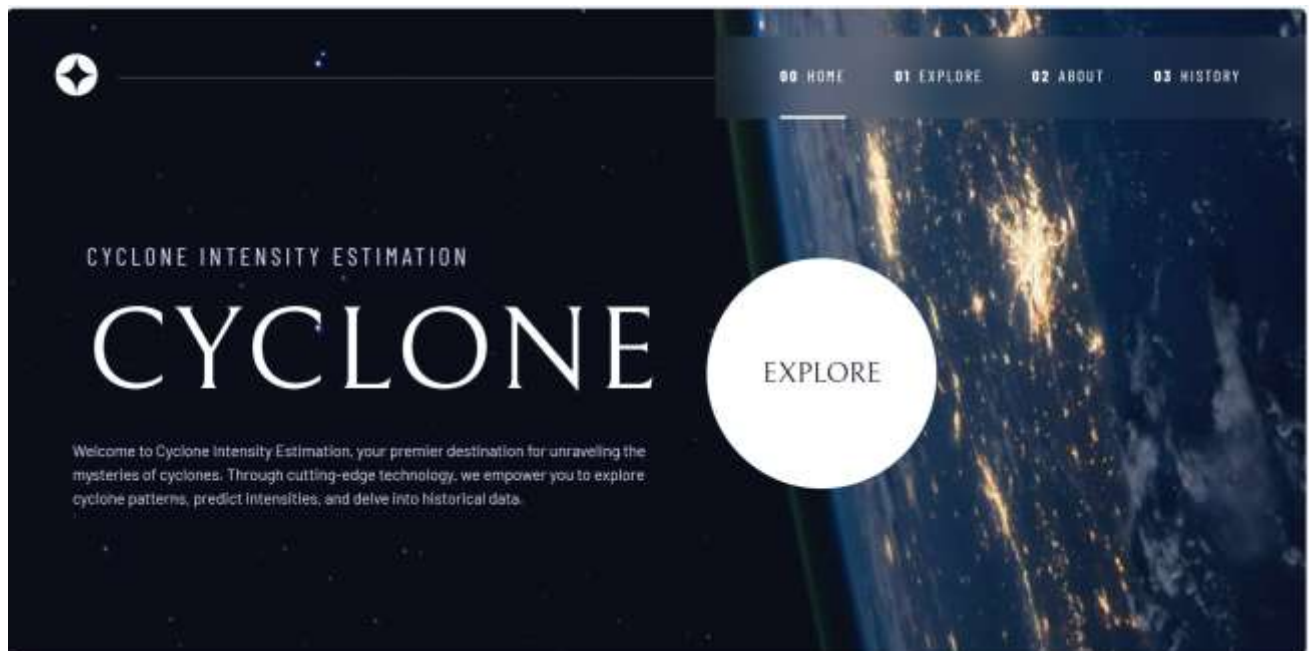 00 HOME 01 EXPLORE 02 ABOUT 03 HISTORY
CYCLONE INTENSITY ESTIMATION
CYCLONE
EXPLORE
Welcome to Cyclone Intensity Estimation, your premier destination for unraveling the
mysteries of cyclones. Through cutting-edge technology, we empower you to explore
cyclone patterns, predict intensities, and delve into historical data.